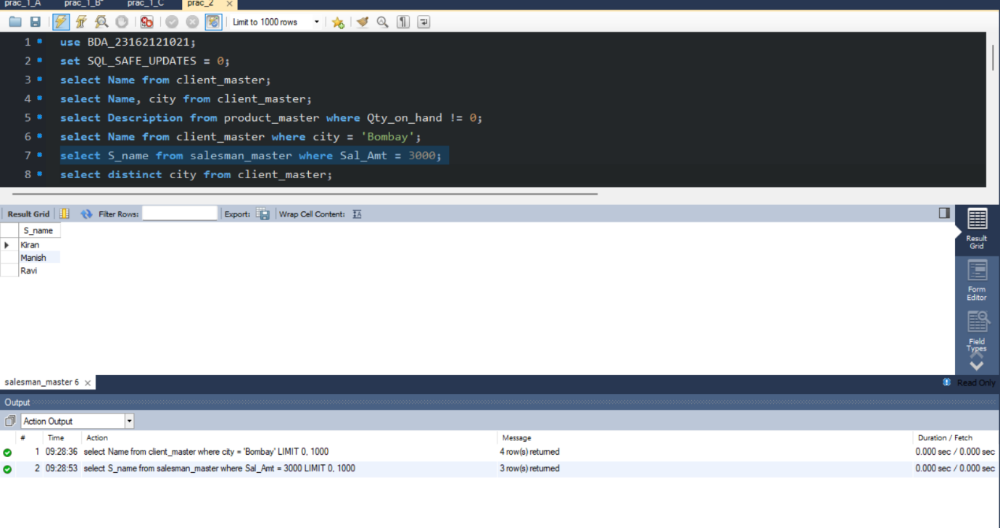 prac_1_A prac_1_B* prac_1_C prac_2
Limit to 1000 rows
1 use BDA_23162121021;
2 set SQL_SAFE_UPDATES = 0;
3 select Name from client_master;
4 select Name, city from client_master;
5 select Description from product_master where Qty_on_hand != 0;
6 select Name from client_master where city = 'Bombay';
7 select S_name from salesman_master where Sal_Amt = 3000;
8 select distinct city from client_master;
Result Grid Filter Rows: Export: Wrap Cell Content:
S_name
Kiran
Manish
Ravi
Result
Grid
Form
Editor
Field
Types
salesman_master 6 Read Only
Output
Action Output
# Time Action Message Duration / Fetch
1 09:28:36 select Name from client_master where city = 'Bombay' LIMIT 0, 1000 4 row(s) returned 0.000 sec / 0.000 sec
2 09:28:53 select S_name from salesman_master where Sal_Amt = 3000 LIMIT 0, 1000 3 row(s) returned 0.000 sec / 0.000 sec